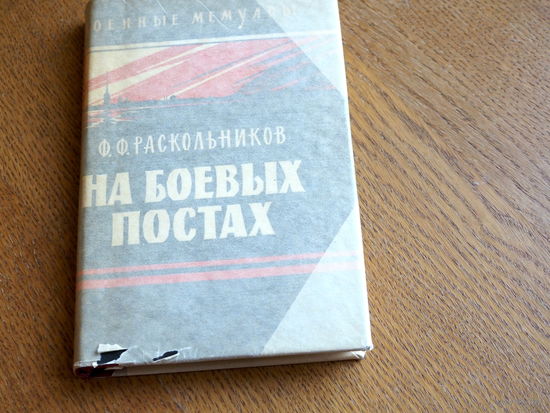 ОЕННЫЕ МЕМУАРЫ
Ф.Ф.РАСКОЛЬНИКОВ
НА БОЕВЫХ
ПОСТАХ